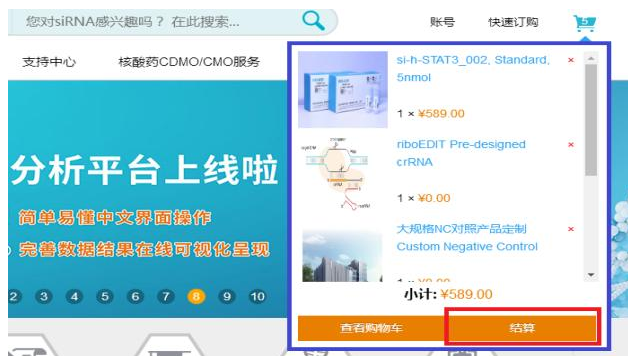 您对siRNA感兴趣吗？ 在此搜索...
账号
快速订购
5
支持中心
核酸药CDMO/CMO服务
si-h-STAT3_002, Standard, 5nmol
×
1 × ¥589.00
riboEDIT Pre-designed
crRNA
×
1 × ¥0.00
大规格NC对照产品定制
Custom Negative Control
×
1 × ¥0.00
小计: ¥589.00
查看购物车
结算
分析平台上线啦
简单易懂中文界面操作
完善数据结果在线可视化呈现
2 3 4 5 6 7 8 9 10